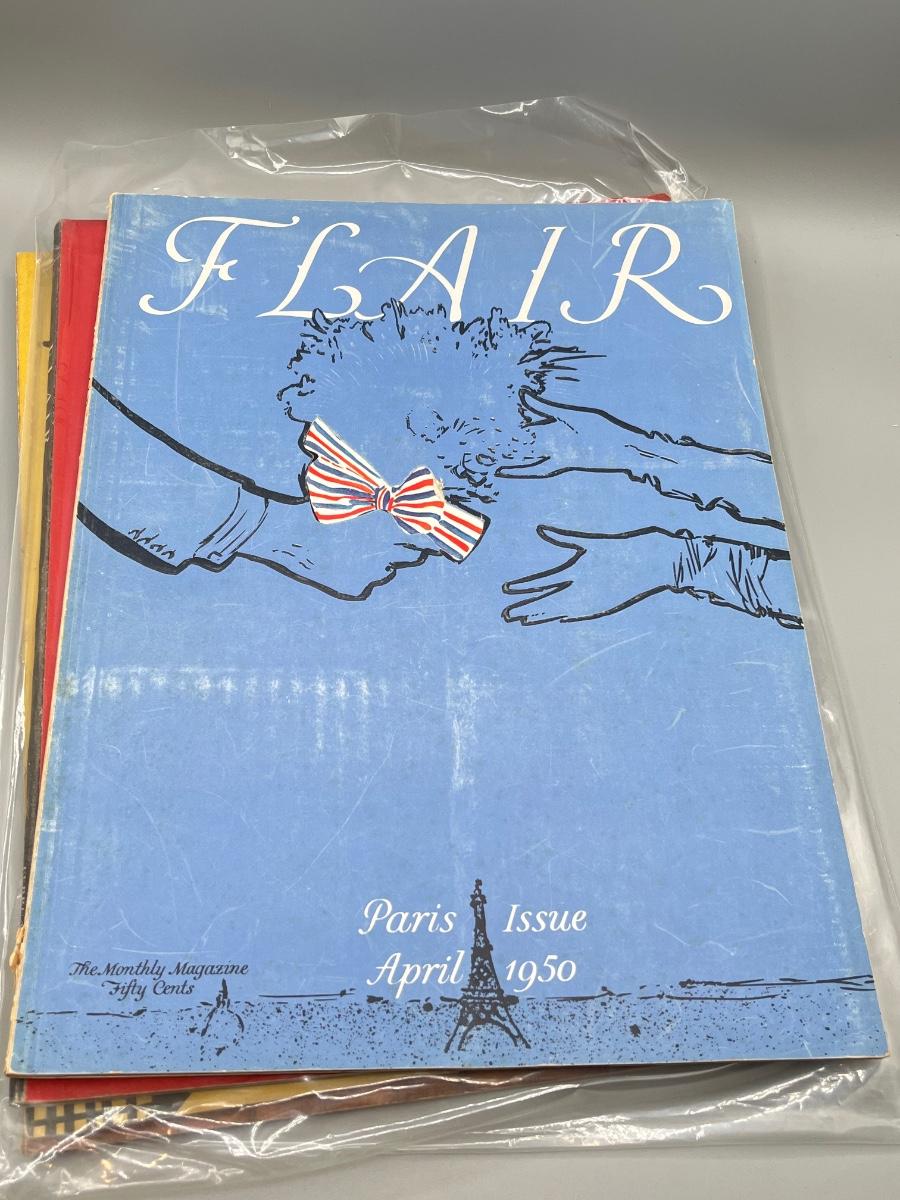 FLAIR
Paris Issue
April 1950
The Monthly Magazine
Fifty Cents